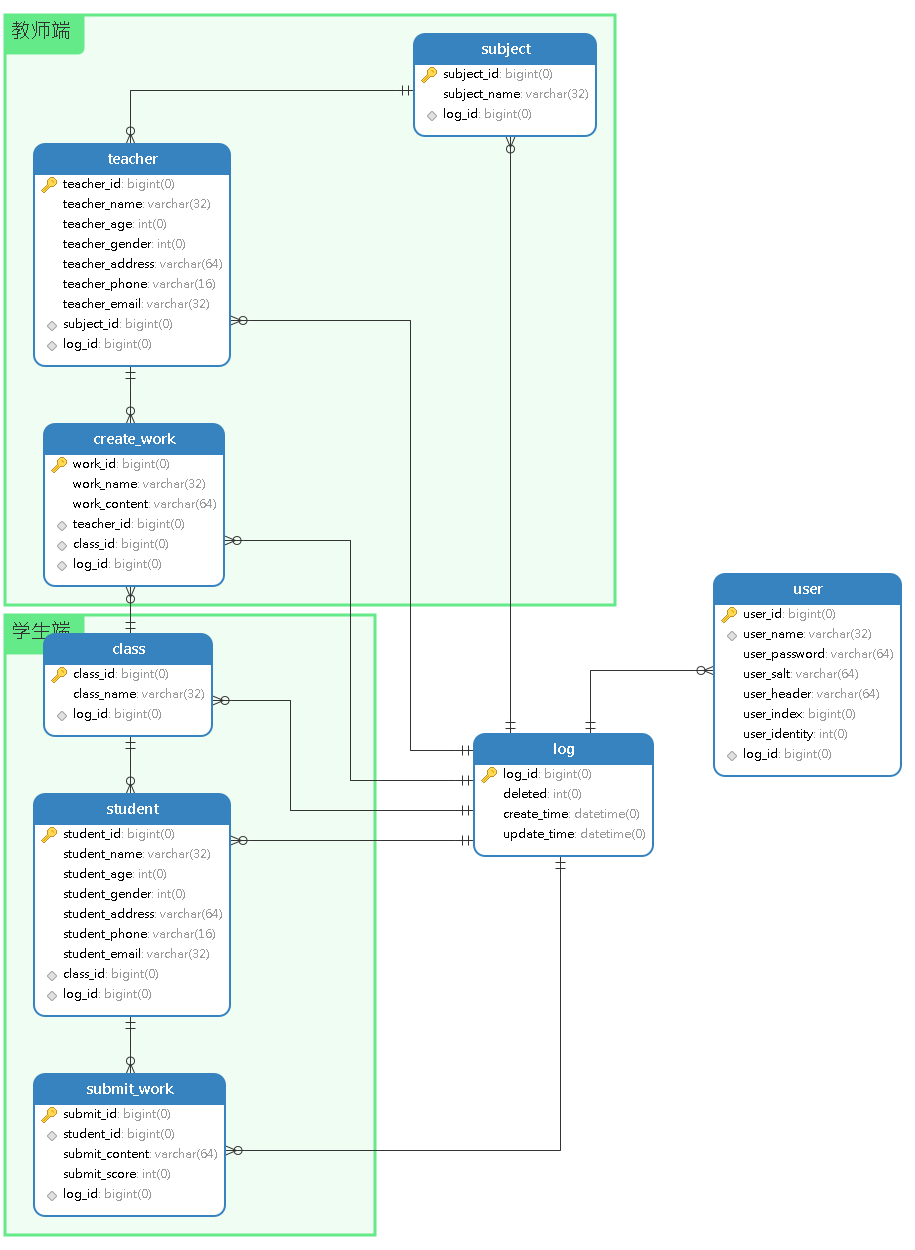 教师端
subject
subject_id: bigint(0)
subject_name: varchar(32)
log_id: bigint(0)
teacher
teacher_id: bigint(0)
teacher_name: varchar(32)
teacher_age: int(0)
teacher_gender: int(0)
teacher_address: varchar(64)
teacher_phone: varchar(16)
teacher_email: varchar(32)
subject_id: bigint(0)
log_id: bigint(0)
create_work
work_id: bigint(0)
work_name: varchar(32)
work_content: varchar(64)
teacher_id: bigint(0)
class_id: bigint(0)
log_id: bigint(0)
学生端
class
class_id: bigint(0)
class_name: varchar(32)
log_id: bigint(0)
user
user_id: bigint(0)
user_name: varchar(32)
user_password: varchar(64)
user_salt: varchar(64)
user_header: varchar(64)
user_index: bigint(0)
user_identity: int(0)
log_id: bigint(0)
log
log_id: bigint(0)
deleted: int(0)
create_time: datetime(0)
update_time: datetime(0)
student
student_id: bigint(0)
student_name: varchar(32)
student_age: int(0)
student_gender: int(0)
student_address: varchar(64)
student_phone: varchar(16)
student_email: varchar(32)
class_id: bigint(0)
log_id: bigint(0)
submit_work
submit_id: bigint(0)
student_id: bigint(0)
submit_content: varchar(64)
submit_score: int(0)
log_id: bigint(0)